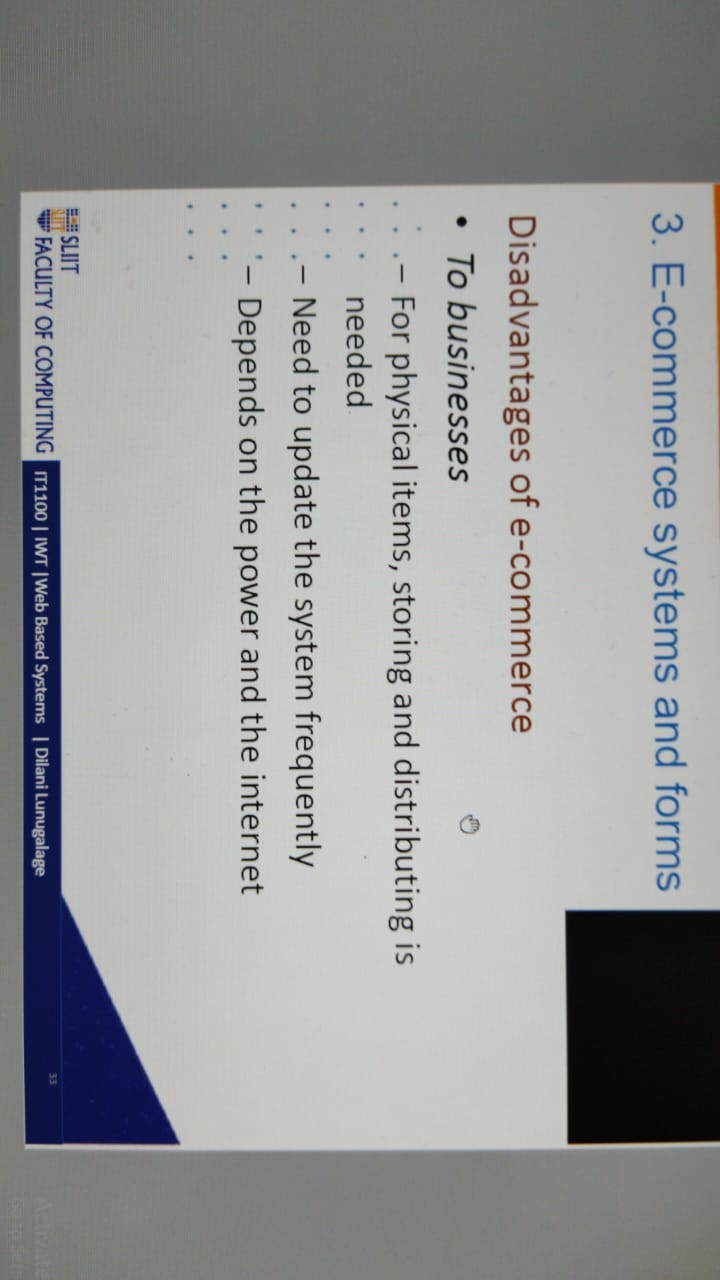 3. E-commerce systems and forms
Disadvantages of e-commerce
• To businesses
– For physical items, storing and distributing is
needed
– Need to update the system frequently
– Depends on the power and the internet
SLIIT
FACULTY OF COMPUTING
IT1100 | IWT |Web Based Systems | Dilani Lunugalage
33